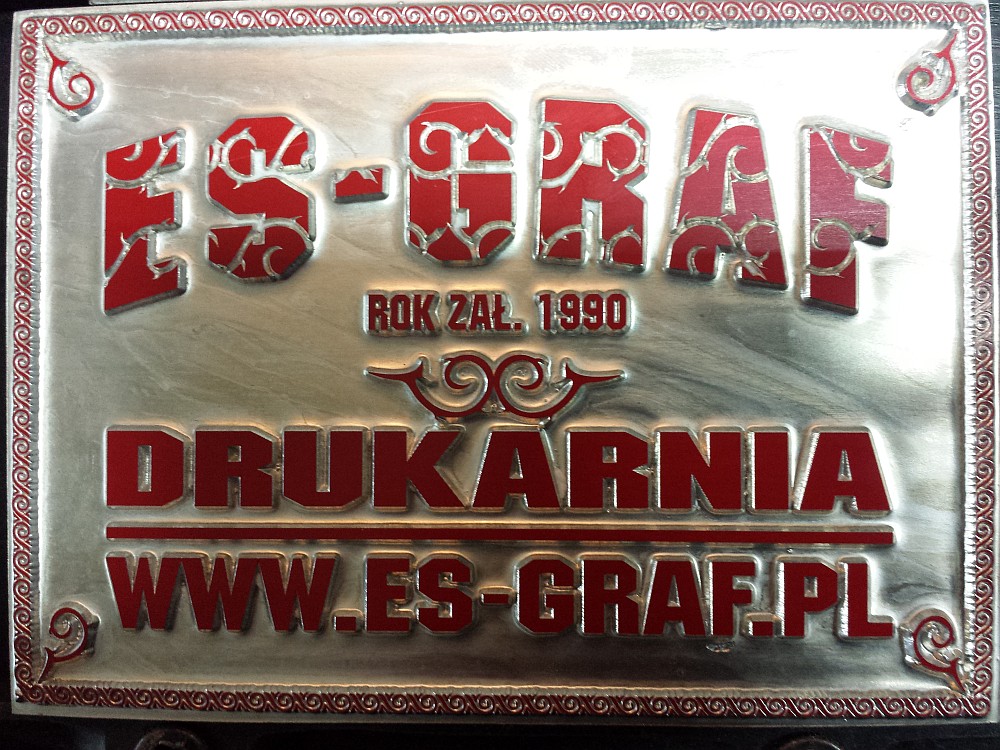 ES-GRAF
ROK ZAŁ. 1990
DRUKARNIA
WWW.ES-GRAF.PL